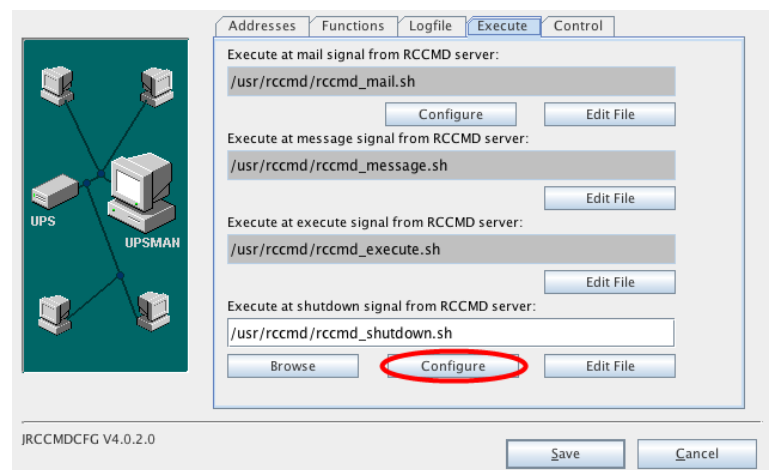 Addresses Functions Logfile Execute Control
Execute at mail signal from RCCMD server:
/usr/rccmd/rccmd_mail.sh
Configure Edit File
Execute at message signal from RCCMD server:
/usr/rccmd/rccmd_message.sh
Edit File
Execute at execute signal from RCCMD server:
/usr/rccmd/rccmd_execute.sh
Edit File
Execute at shutdown signal from RCCMD server:
/usr/rccmd/rccmd_shutdown.sh
Browse Configure Edit File
UPS
UPSMAN
JRCCMDCFG V4.0.2.0
Save Cancel